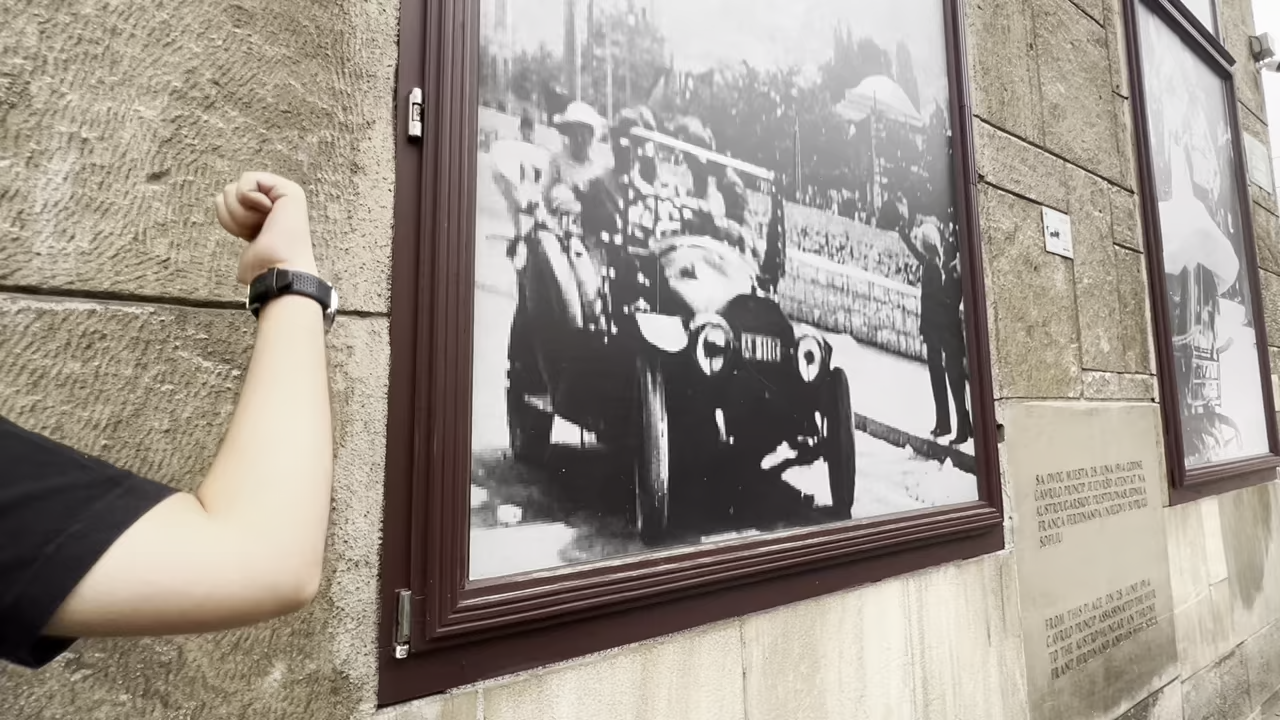 SA OVOG MJESTA 28. JUNA 1914. GODINE
GAVRILO PRINCIP JE IZVRŠIO ATENTAT NA
AUSTROUGARSKOG PRESTOLONASLJEDNIKA
FRANCA FERDINANDA I NJEGOVU SUPRUGU
SOFIJU
FROM THIS PLACE ON 28 JUNE 1914
GAVRILO PRINCIP ASSASSINATED THE HEIR
TO THE AUSTRO-HUNGARIAN THRONE
FRANZ FERDINAND AND HIS WIFE SOFIA